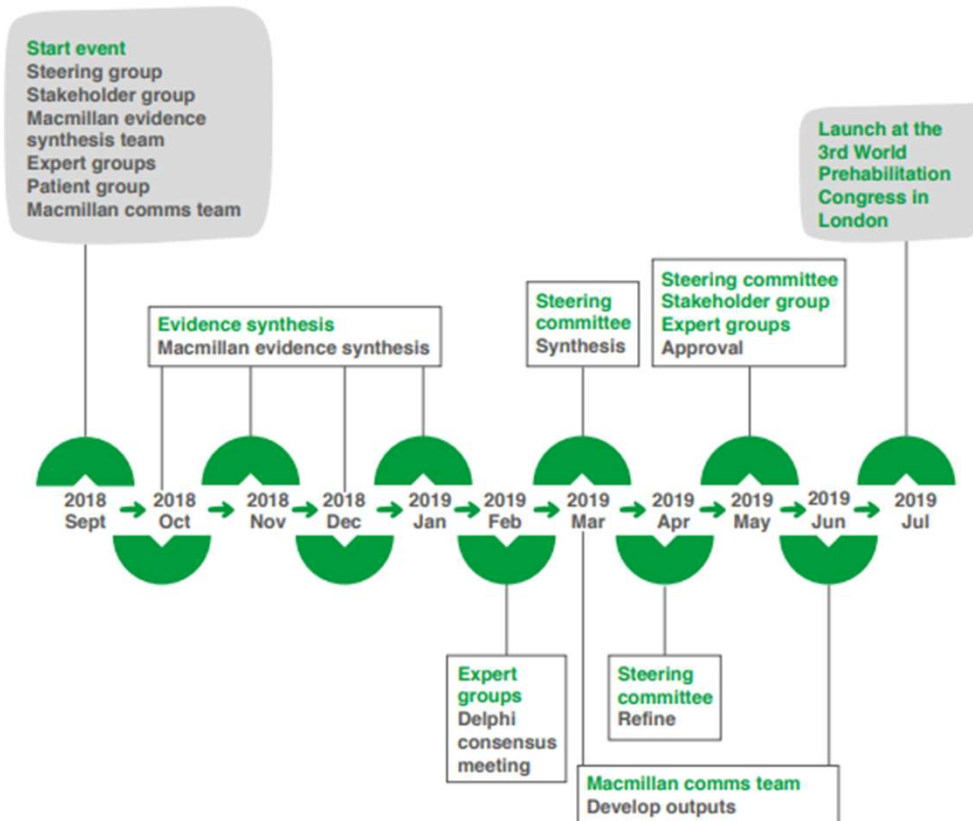 Start event
Steering group
Stakeholder group
Macmillan evidence
synthesis team
Expert groups
Patient group
Macmillan comms team
Launch at the
3rd World
Prehabilitation
Congress in
London
Evidence synthesis
Macmillan evidence synthesis
Steering
committee
Synthesis
Steering committee
Stakeholder group
Expert groups
Approval
2018
Sept
2018
Oct
2018
Nov
2018
Dec
2019
Jan
2019
Feb
2019
Mar
2019
Apr
2019
May
2019
Jun
2019
Jul
Expert
groups
Delphi
consensus
meeting
Steering
committee
Refine
Macmillan comms team
Develop outputs